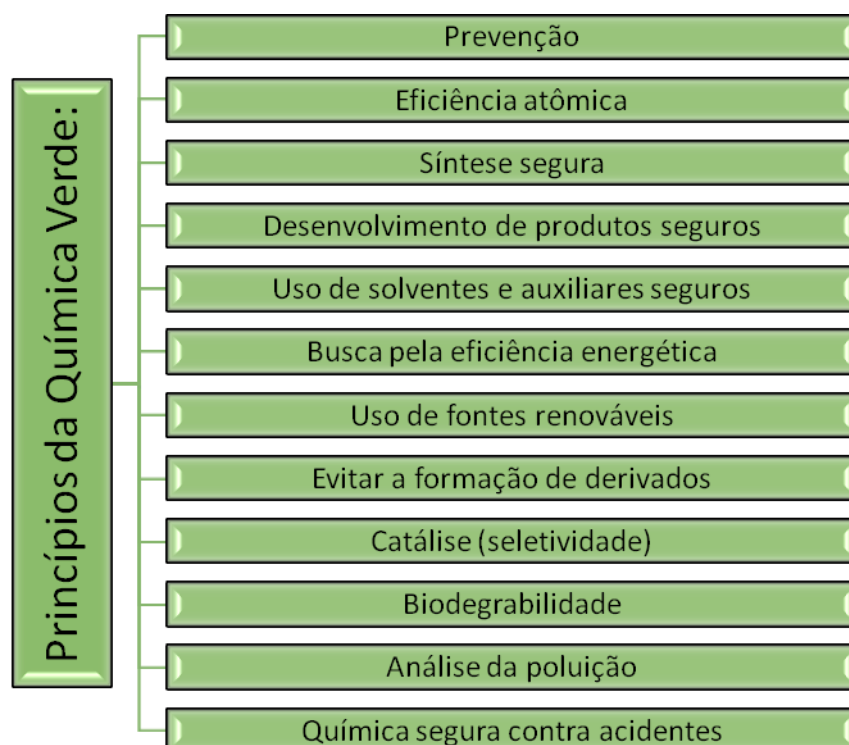 Princípios da Química Verde:
Prevenção
Eficiência atômica
Síntese segura
Desenvolvimento de produtos seguros
Uso de solventes e auxiliares seguros
Busca pela eficiência energética
Uso de fontes renováveis
Evitar a formação de derivados
Catálise (seletividade)
Biodegrabilidade
Análise da poluição
Química segura contra acidentes